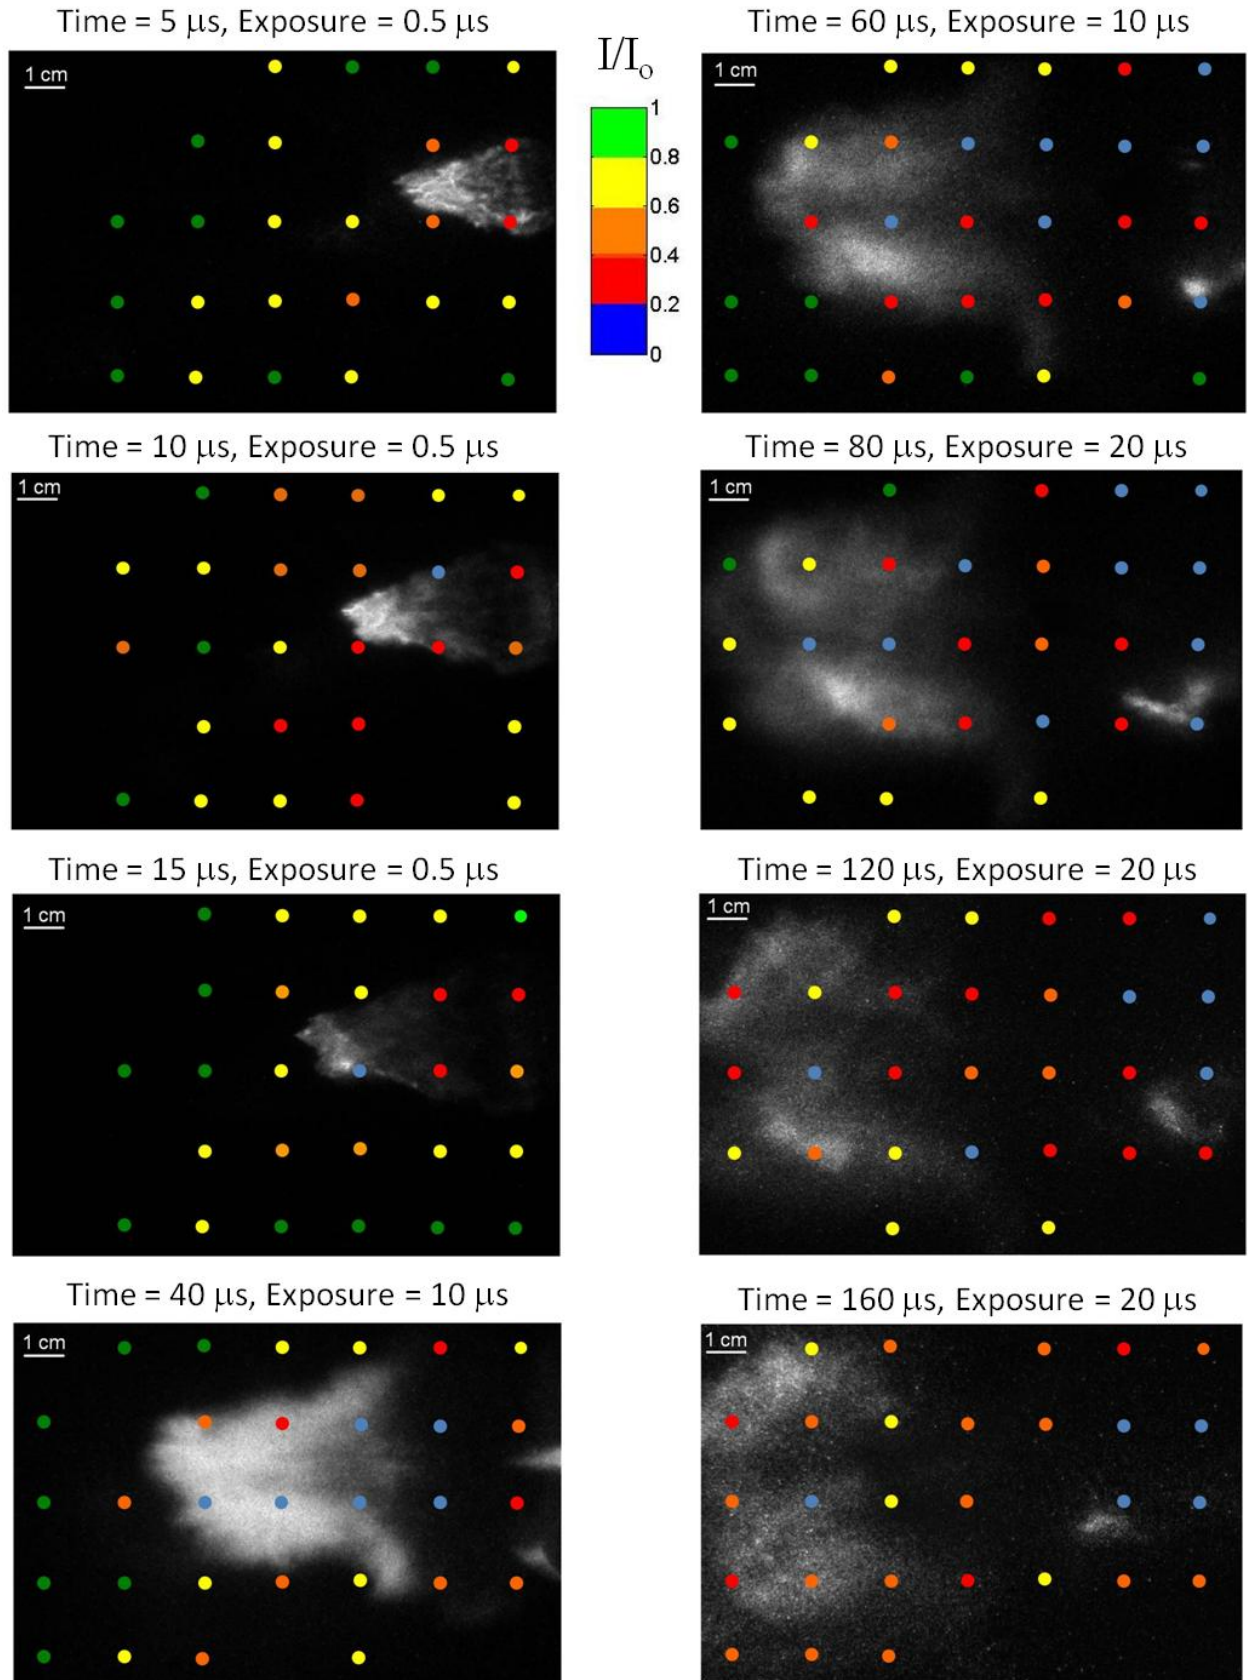 Time = 5 μs, Exposure = 0.5 μs
1 cm
Time = 60 μs, Exposure = 10 μs
1 cm
I/Io
1
0.8
0.6
0.4
0.2
0
Time = 10 μs, Exposure = 0.5 μs
1 cm
Time = 80 μs, Exposure = 20 μs
1 cm
Time = 15 μs, Exposure = 0.5 μs
1 cm
Time = 120 μs, Exposure = 20 μs
1 cm
Time = 40 μs, Exposure = 10 μs
1 cm
Time = 160 μs, Exposure = 20 μs
1 cm